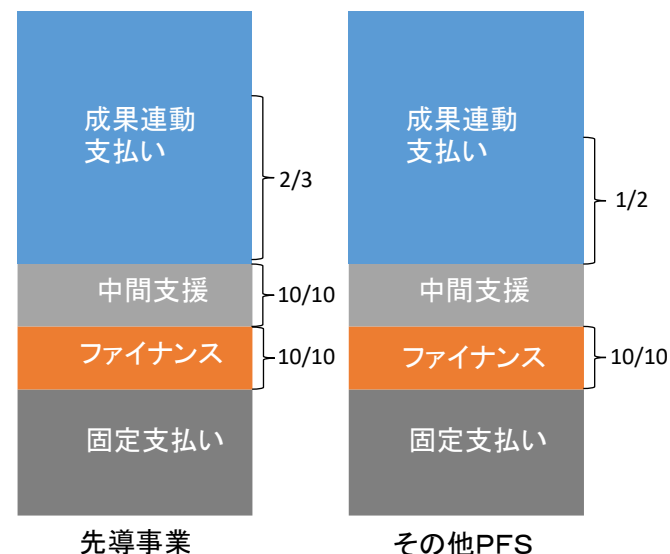 成果連動
支払い
2/3
中間支援
10/10
ファイナンス
10/10
固定支払い
先導事業
成果連動
支払い
1/2
中間支援
ファイナンス
10/10
固定支払い
その他PFS